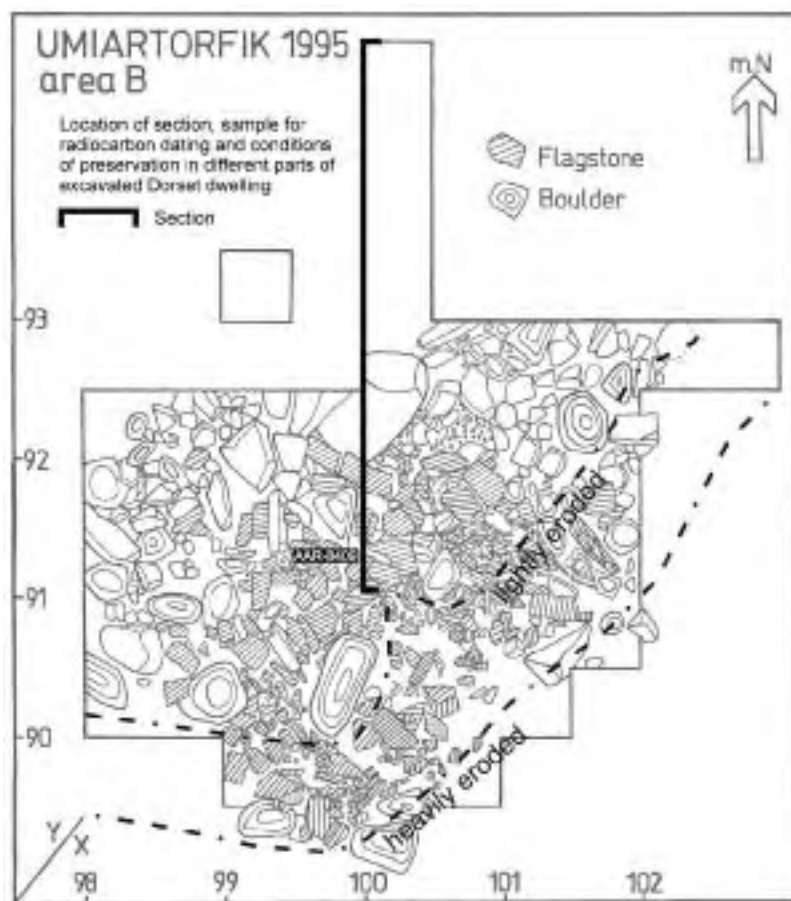 UMIARTORFIK 1995
area B
Location of section, sample for
radiocarbon dating and conditions
of preservation in different parts of
excavated Dorset dwelling
Section
m.N
Flagstone
Boulder
93
92
91
90
lightly eroded
heavily eroded
Y
X
98
99
100
101
102